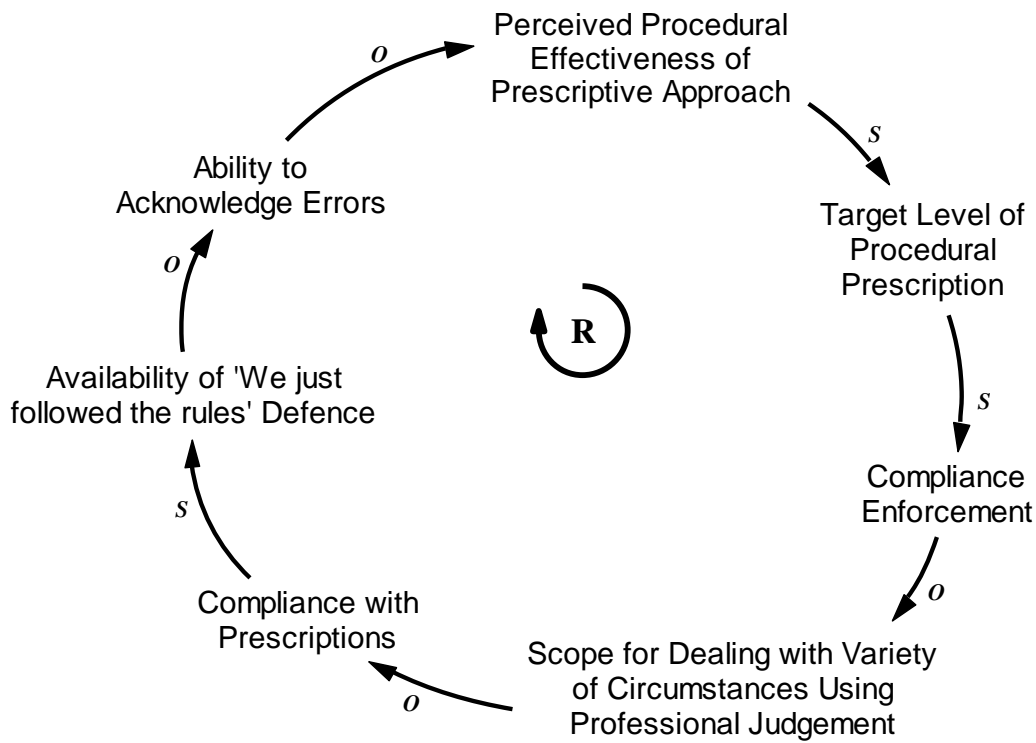 Perceived Procedural
Effectiveness of
Prescriptive Approach
O
S
Ability to
Acknowledge Errors
Target Level of
Procedural
Prescription
O
R
Availability of 'We just
followed the rules' Defence
S
Compliance
Enforcement
S
O
Compliance with
Prescriptions
Scope for Dealing with Variety
of Circumstances Using
Professional Judgement
O